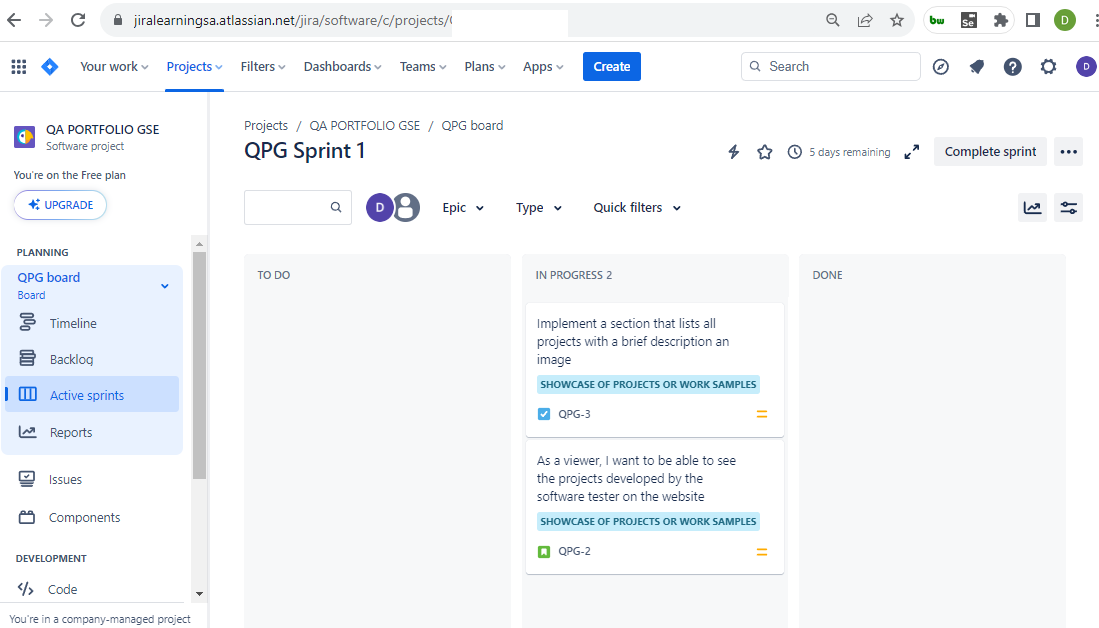 jiralearningsa.atlassian.net/jira/software/c/projects/
bw
Se
D
Your work
Projects
Filters
Dashboards
Teams
Plans
Apps
Create
Search
D
QA PORTFOLIO GSE
Software project
You're on the Free plan
UPGRADE
PLANNING
QPG board
Board
Timeline
Backlog
Active sprints
Reports
Issues
Components
DEVELOPMENT
Code
You're in a company-managed project
Projects / QA PORTFOLIO GSE / QPG board
QPG Sprint 1
5 days remaining
Complete sprint
D
Epic
Type
Quick filters
TO DO
IN PROGRESS 2
Implement a section that lists all
projects with a brief description an
image
SHOWCASE OF PROJECTS OR WORK SAMPLES
QPG-3
As a viewer, I want to be able to see
the projects developed by the
software tester on the website
SHOWCASE OF PROJECTS OR WORK SAMPLES
QPG-2
DONE